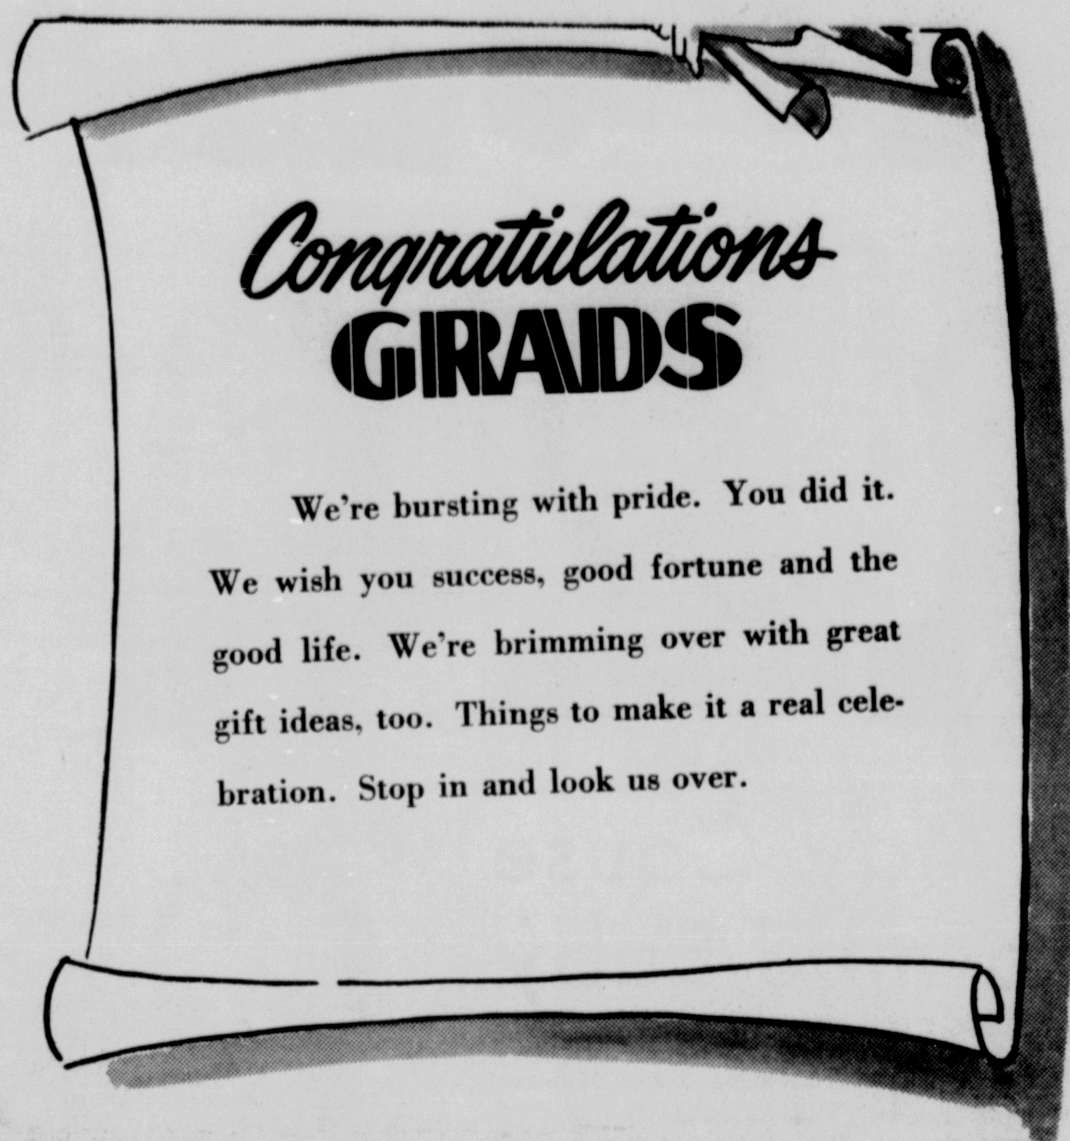 Congratulations
GRADS
We're bursting with pride. You did it.
We wish you success, good fortune and the
good life. We're brimming over with great
gift ideas, too. Things to make it a real cele-
bration. Stop in and look us over.